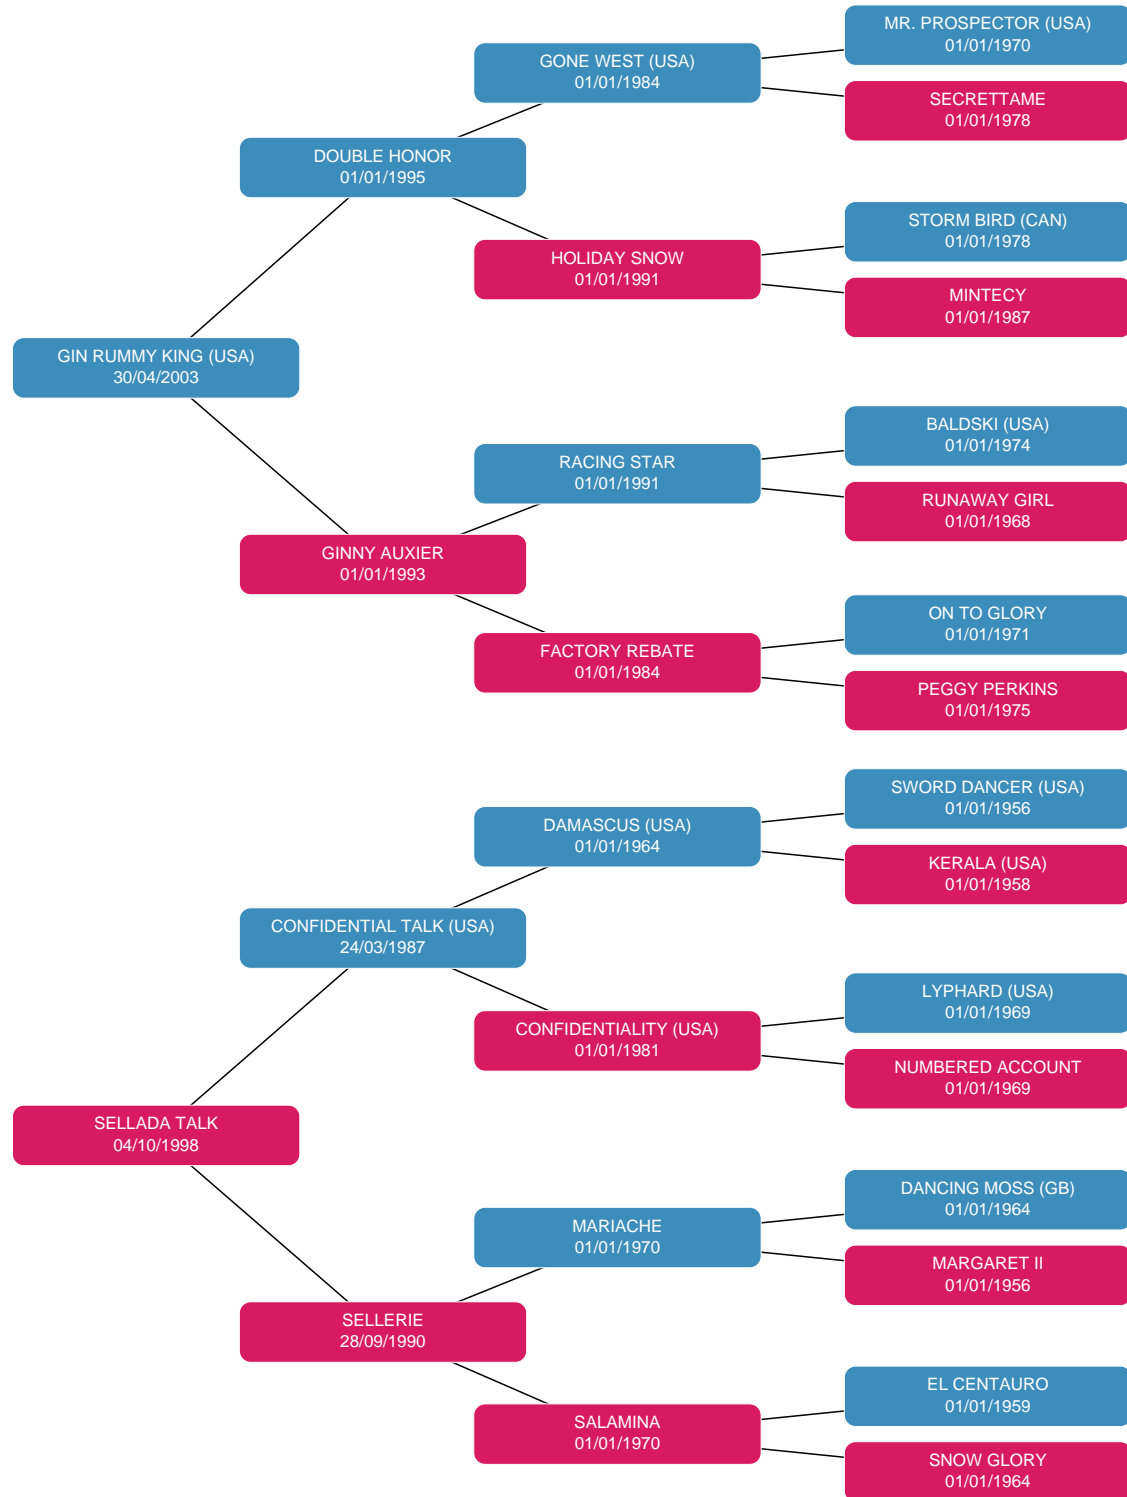 MR. PROSPECTOR (USA)
01/01/1970
GONE WEST (USA)
01/01/1984
SECRETTAME
01/01/1978
DOUBLE HONOR
01/01/1995
STORM BIRD (CAN)
01/01/1978
HOLIDAY SNOW
01/01/1991
MINTECY
01/01/1987
GIN RUMMY KING (USA)
30/04/2003
BALDSKI (USA)
01/01/1974
RACING STAR
01/01/1991
RUNAWAY GIRL
01/01/1968
GINNY AUXIER
01/01/1993
ON TO GLORY
01/01/1971
FACTORY REBATE
01/01/1984
PEGGY PERKINS
01/01/1975
SWORD DANCER (USA)
01/01/1956
DAMASCUS (USA)
01/01/1964
KERALA (USA)
01/01/1958
CONFIDENTIAL TALK (USA)
24/03/1987
LYPHARD (USA)
01/01/1969
CONFIDENTIALITY (USA)
01/01/1981
NUMBERED ACCOUNT
01/01/1969
SELLADA TALK
04/10/1998
DANCING MOSS (GB)
01/01/1964
MARIACHE
01/01/1970
MARGARET II
01/01/1956
SELLERIE
28/09/1990
EL CENTAURO
01/01/1959
SALAMINA
01/01/1970
SNOW GLORY
01/01/1964